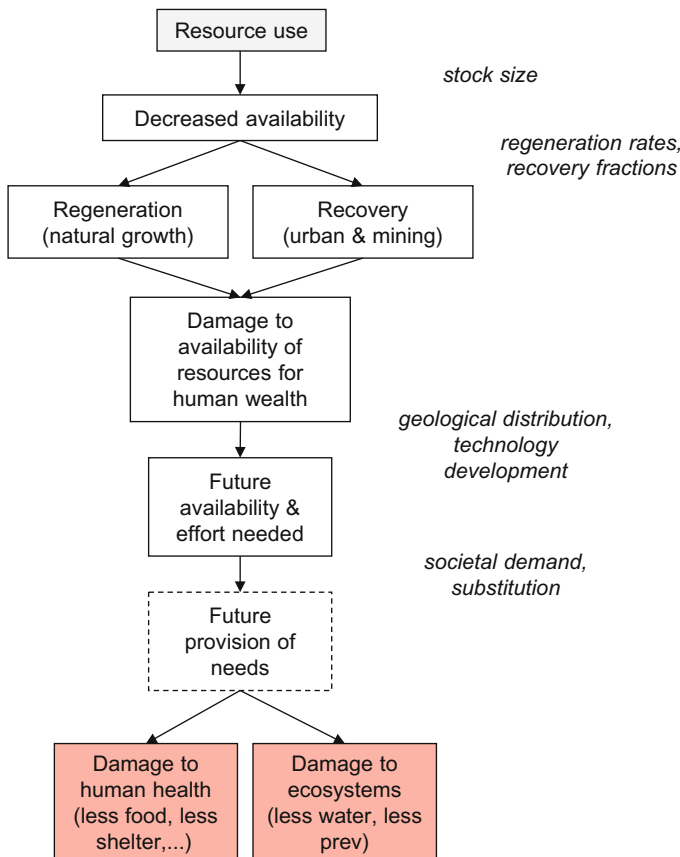 Resource use
stock size
Decreased availability
regeneration rates,
recovery fractions
Regeneration
(natural growth)
Recovery
(urban & mining)
Damage to
availability of
resources for
human wealth
geological distribution,
technology
development
Future
availability &
effort needed
societal demand,
substitution
Future
provision of
needs
Damage to
human health
(less food, less
shelter,...)
Damage to
ecosystems
(less water, less
prev)